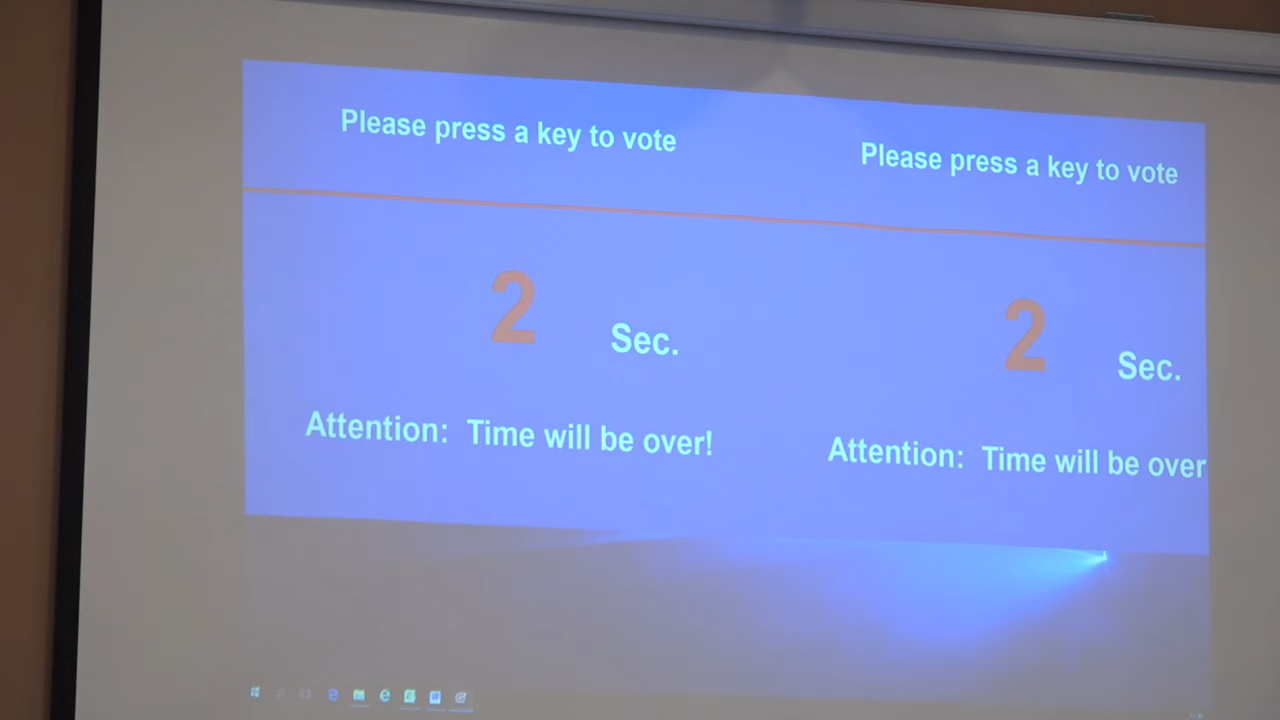 Please press a key to vote
2 Sec.
Attention: Time will be over!
Please press a key to vote
2 Sec.
Attention: Time will be over